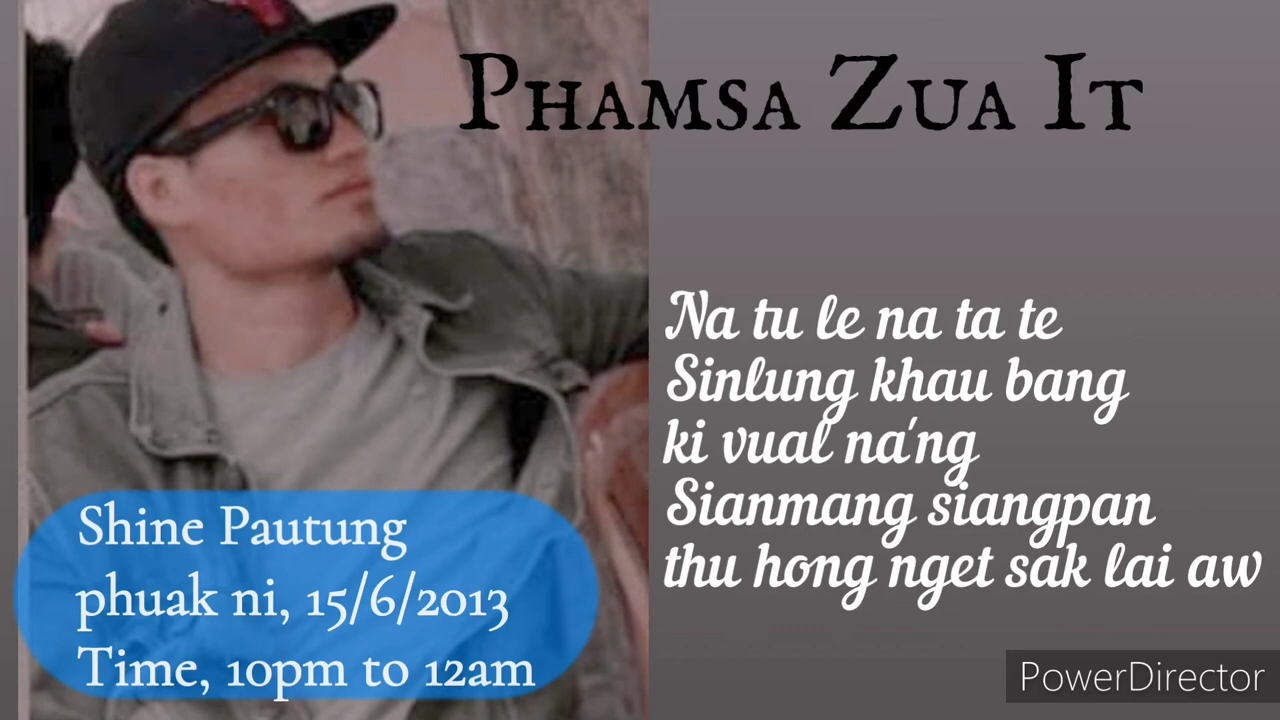 Phamsa Zua It
Na tu le na ta te
Sinlung khau bang
ki vual na'ng
Sianmang siangpan
thu hong nget sak lai aw
Shine Pautung
phuak ni, 15/6/2013
Time, 10pm to 12am
PowerDirector